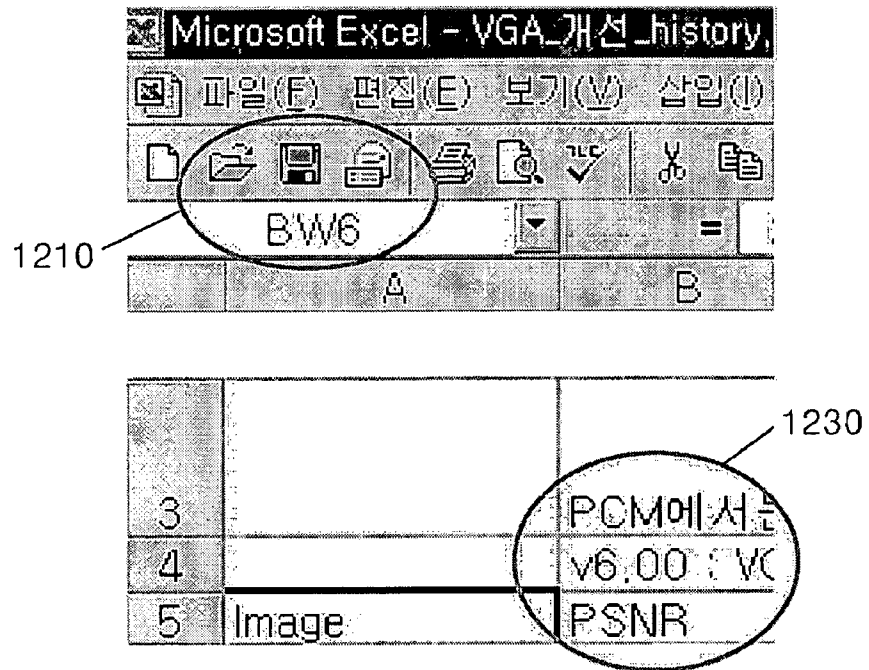 Microsoft Excel - VGA_개선_history,
파일(F) 편집(E) 보기(V) 삽입(I)
BW6 =
1210
A B
1230
3 PCM에서는
4 v6,00 : VC
5 Image PSNR